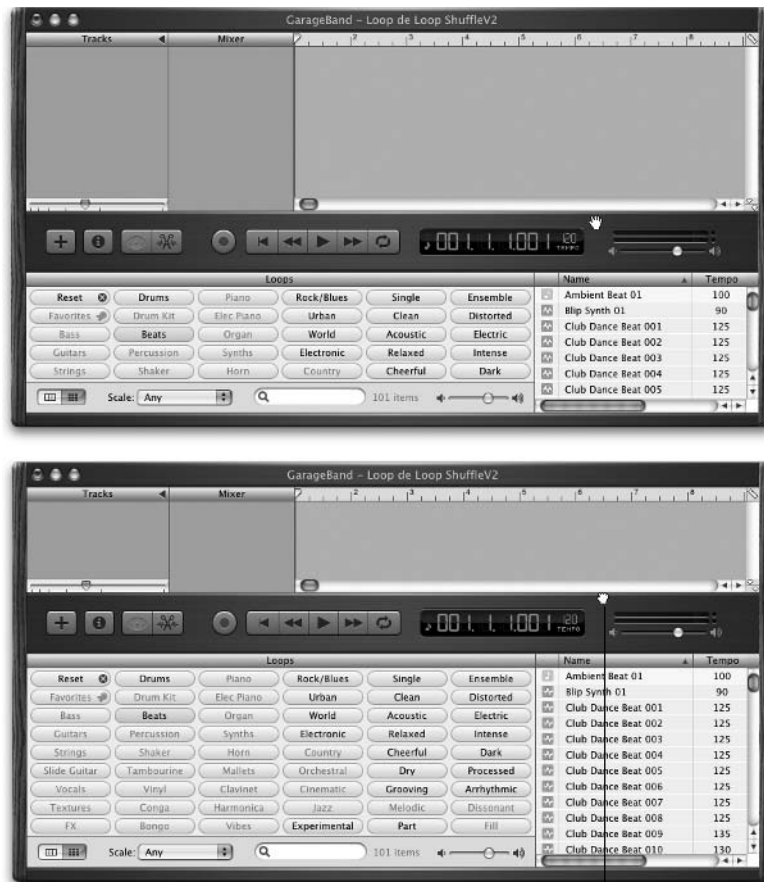 GarageBand – Loop de Loop ShuffleV2
Tracks Mixer 2 3 4 5 6 7 8
001. 1. 1.001 120
TEMPO
Loops Name Tempo
Reset Drums Piano Rock/Blues Single Ensemble Ambient Beat 01 100
Favorites Drum Kit Elec Piano Urban Clean Distorted Blip Synth 01 90
Bass Beats Organ World Acoustic Electric Club Dance Beat 001 125
Guitars Percussion Synths Electronic Relaxed Intense Club Dance Beat 002 125
Strings Shaker Horn Country Cheerful Dark Club Dance Beat 003 125
Club Dance Beat 004 125
Scale: Any 101 items Club Dance Beat 005 125
GarageBand – Loop de Loop ShuffleV2
Tracks Mixer 2 3 4 5 6 7 8
001. 1. 1.001 120
TEMPO
Loops Name Tempo
Reset Drums Piano Rock/Blues Single Ensemble Ambient Beat 01 100
Favorites Drum Kit Elec Piano Urban Clean Distorted Blip Synth 01 90
Bass Beats Organ World Acoustic Electric Club Dance Beat 001 125
Guitars Percussion Synths Electronic Relaxed Intense Club Dance Beat 002 125
Strings Shaker Horn Country Cheerful Dark Club Dance Beat 003 125
Slide Guitar Tambourine Mallets Orchestral Dry Processed Club Dance Beat 004 125
Vocals Vinyl Clavinet Cinematic Grooving Arrhythmic Club Dance Beat 005 125
Textures Conga Harmonica Jazz Melodic Dissonant Club Dance Beat 006 125
FX Bongo Vibes Experimental Part Fill Club Dance Beat 007 125
Club Dance Beat 008 125
Club Dance Beat 009 135
Scale: Any 101 items Club Dance Beat 010 130